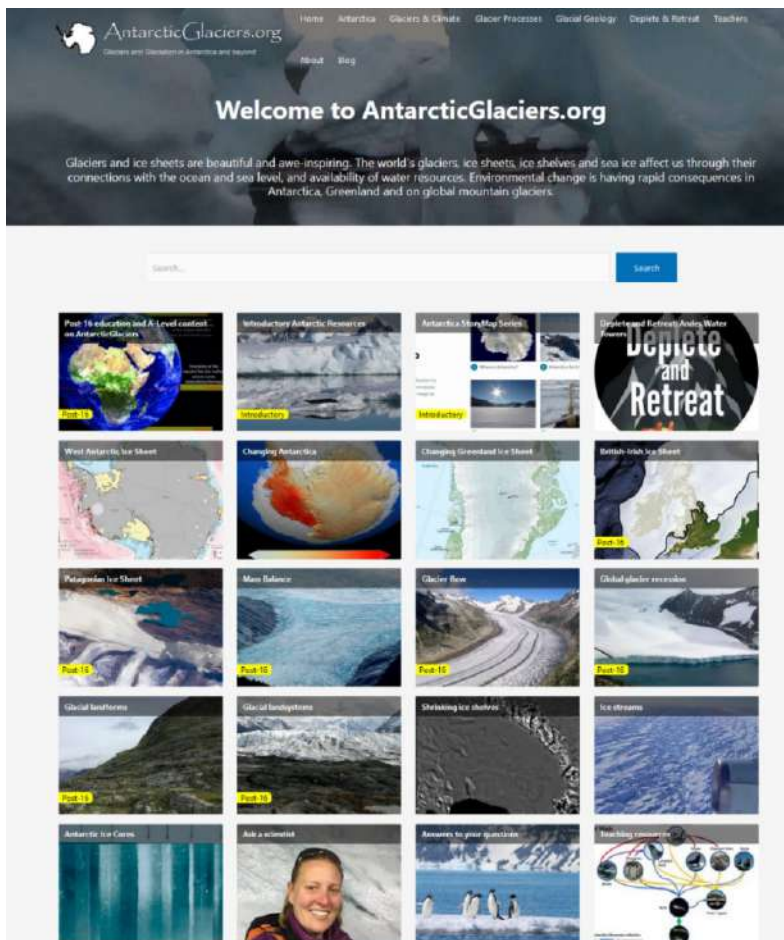 AntarcticGlaciers.org
Glaciers and Glaciation in Antarctica and beyond
Home Antarctica Glaciers & Climate Glacier Processes Glacial Geology Deplete & Retreat Teachers
About Blog
Welcome to AntarcticGlaciers.org
Glaciers and ice sheets are beautiful and awe-inspiring. The world's glaciers, ice sheets, ice shelves and sea ice affect us through their
connections with the ocean and sea level, and availability of water resources. Environmental change is having rapid consequences in
Antarctica, Greenland and on global mountain glaciers.
Search... Search
Post-16 education and A-Level content
on AntarcticGlaciers
Post-16
Introductory Antarctic Resources
Introductory
Antarctica StoryMap Series
Introductory
Deplete and Retreat: Andes Water
Towers
Deplete
and
Retreat
West Antarctic Ice Sheet
Changing Antarctica
Changing Greenland Ice Sheet
British-Irish Ice Sheet
Post-16
Patagonian Ice Sheet
Post-16
Mass Balance
Post-16
Glacier flow
Post-16
Global glacier recession
Post-16
Glacial landforms
Post-16
Glacial landsystems
Post-16
Shrinking ice shelves
Ice streams
Antarctic Ice Cores
Ask a scientist
Answers to your questions
Teaching resources